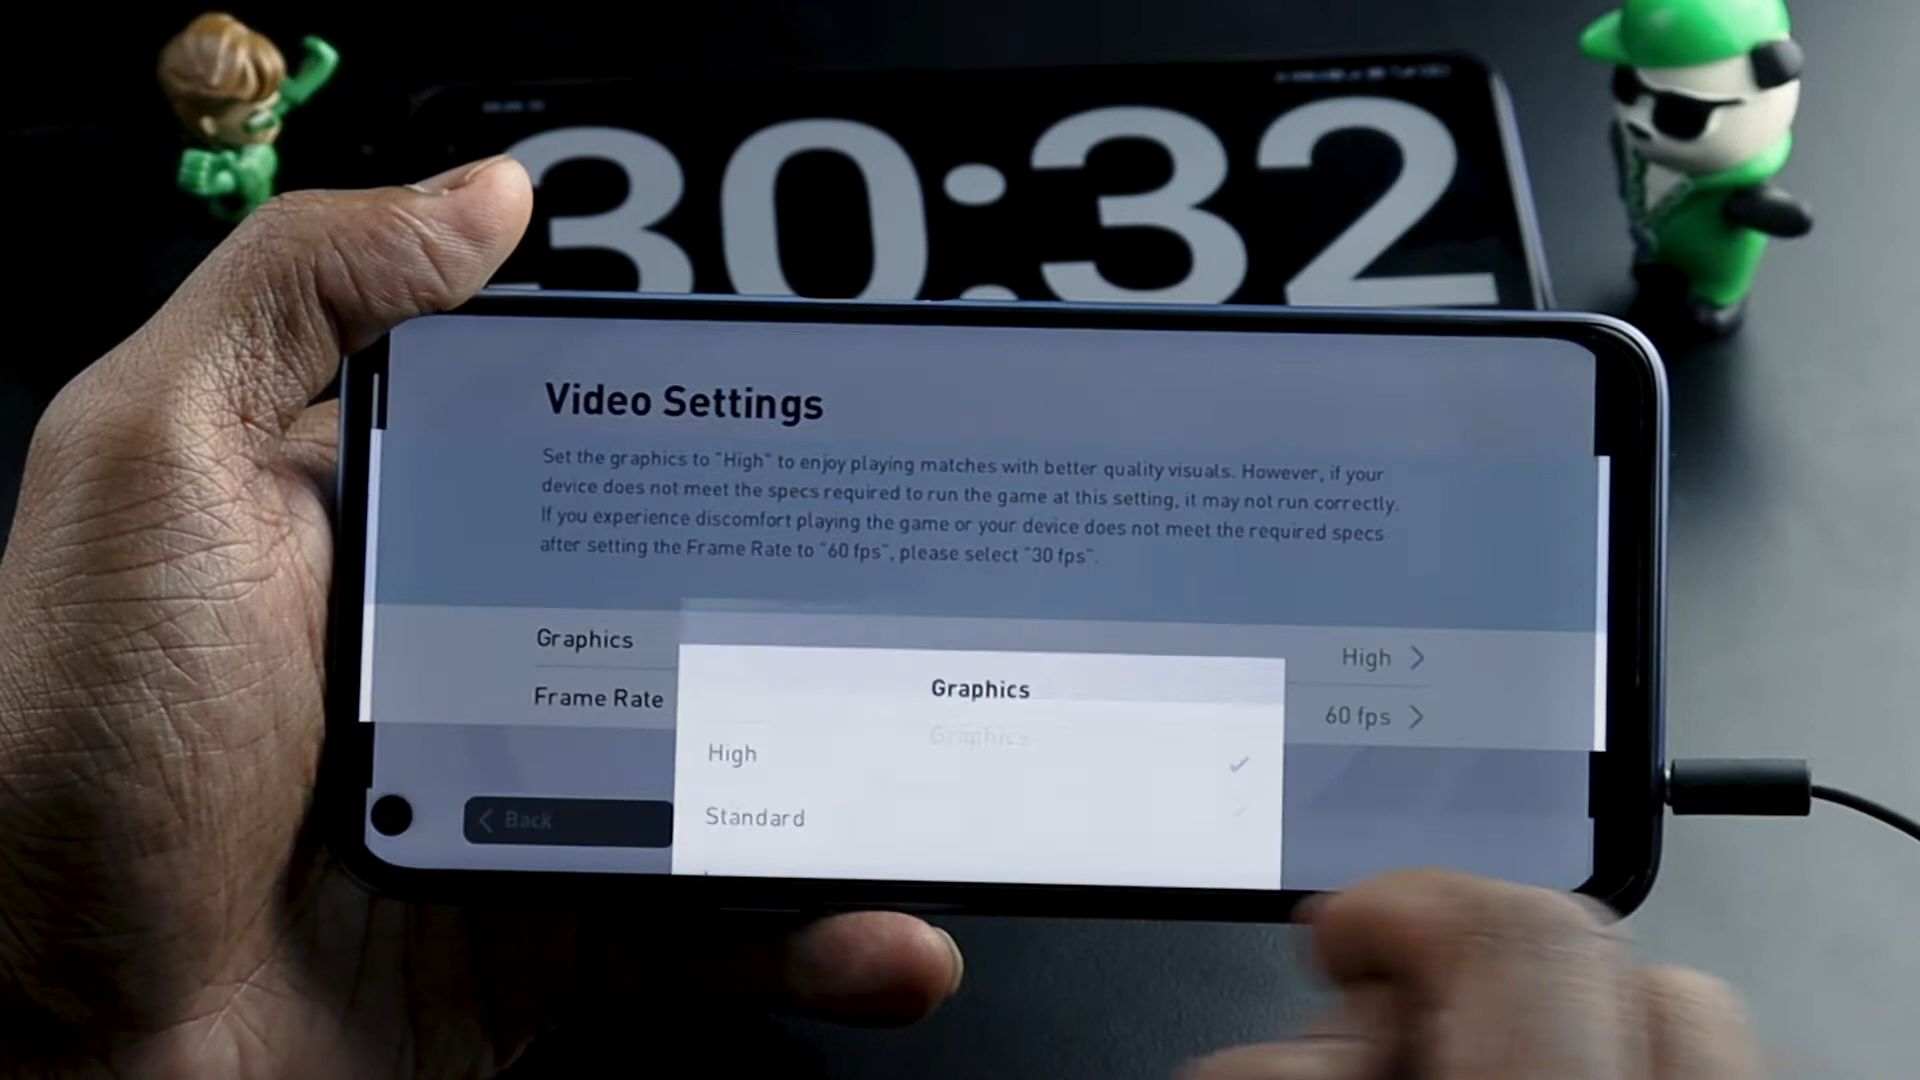 30:32
Video Settings
Set the graphics to "High" to enjoy playing matches with better quality visuals. However, if your
device does not meet the specs required to run the game at this setting, it may not run correctly.
If you experience discomfort playing the game or your device does not meet the required specs
after setting the Frame Rate to "60 fps", please select "30 fps".
Graphics
High
Frame Rate
60 fps
Graphics
Graphics
High
Standard
Back